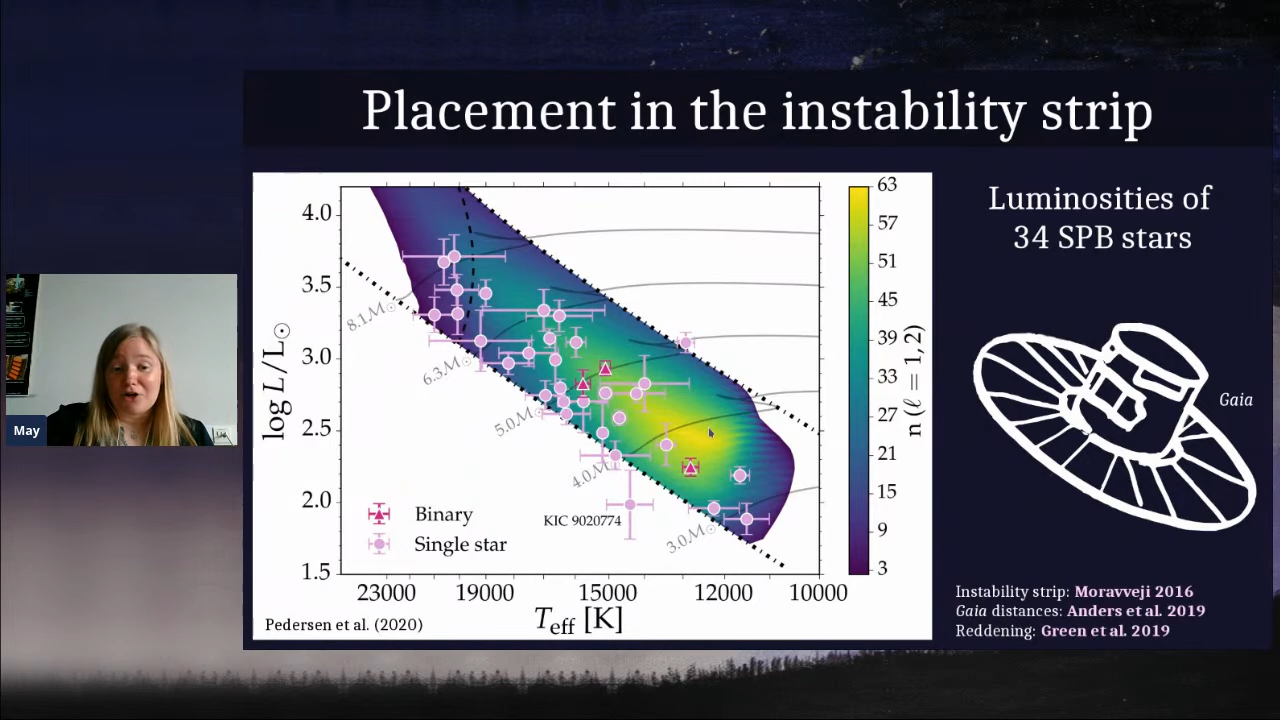 Placement in the instability strip
Luminosities of
34 SPB stars
Gaia
Instability strip: Moravveji 2016
Gaia distances: Anders et al. 2019
Reddening: Green et al. 2019
4.0
3.5
3.0
2.5
2.0
1.5
log L/L☉
8.1M☉
6.3M☉
5.0M☉
4.0M☉
3.0M☉
Binary
Single star
KIC 9020774
23000
19000
15000
12000
10000
Teff [K]
Pedersen et al. (2020)
63
57
51
45
39
33
27
21
15
9
3
n (ℓ = 1, 2)
May